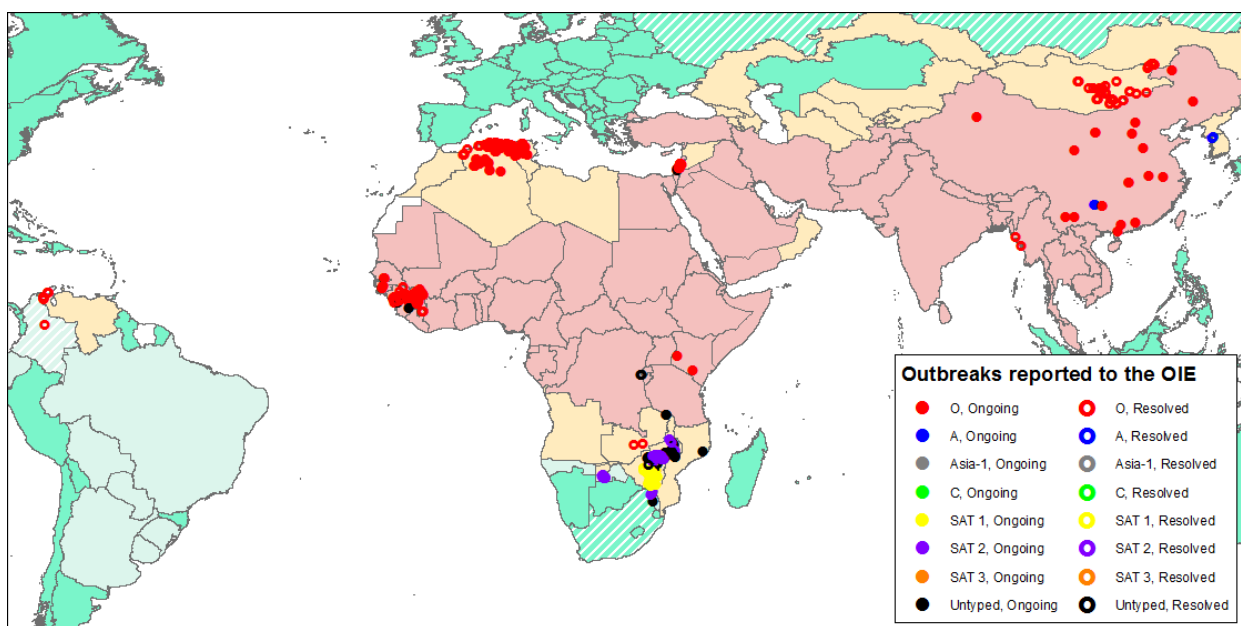 Outbreaks reported to the OIE
O, Ongoing O, Resolved
A, Ongoing A, Resolved
Asia-1, Ongoing Asia-1, Resolved
C, Ongoing C, Resolved
SAT 1, Ongoing SAT 1, Resolved
SAT 2, Ongoing SAT 2, Resolved
SAT 3, Ongoing SAT 3, Resolved
Untyped, Ongoing Untyped, Resolved